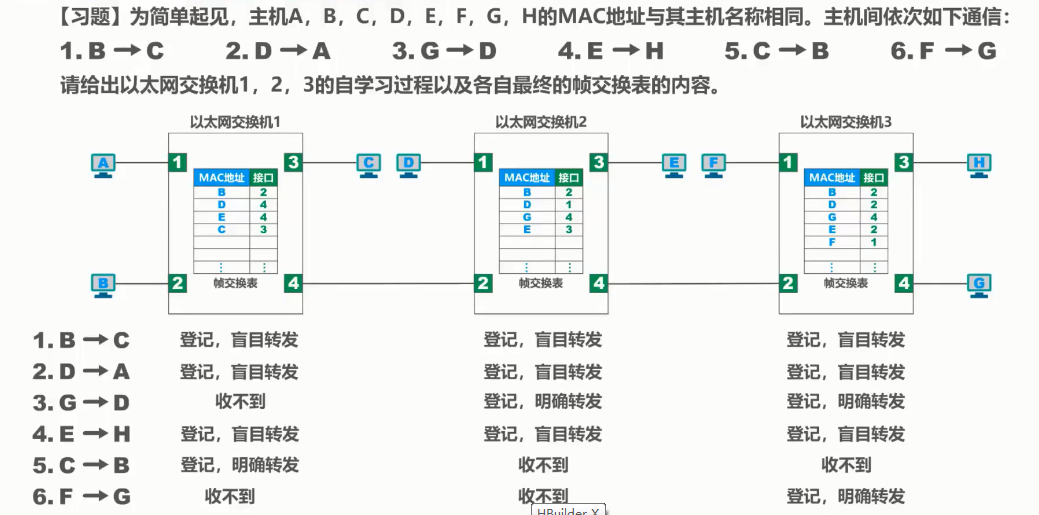 【习题】为简单起见，主机A，B，C，D，E，F，G，H的MAC地址与其主机名称相同。主机间依次如下通信：
1. B → C 2. D → A 3. G → D 4. E → H 5. C → B 6. F → G
请给出以太网交换机1，2，3的自学习过程以及各自最终的帧交换表的内容。
以太网交换机1 以太网交换机2 以太网交换机3
A 1 3 C D 1 3 E F 1 3 H
MAC地址 接口 MAC地址 接口 MAC地址 接口
B 2 B 2 B 2
D 4 D 1 D 2
E 4 G 4 G 4
C 3 E 3 E 2
F 1
⋮ ⋮ ⋮ ⋮ ⋮ ⋮
B 2 帧交换表 4 2 帧交换表 4 2 帧交换表 4 G
1. B → C 登记，盲目转发 登记，盲目转发 登记，盲目转发
2. D → A 登记，盲目转发 登记，盲目转发 登记，盲目转发
3. G → D 收不到 登记，明确转发 登记，明确转发
4. E → H 登记，盲目转发 登记，盲目转发 登记，盲目转发
5. C → B 登记，明确转发 收不到 收不到
6. F → G 收不到 收不到 登记，明确转发
HBuilder X